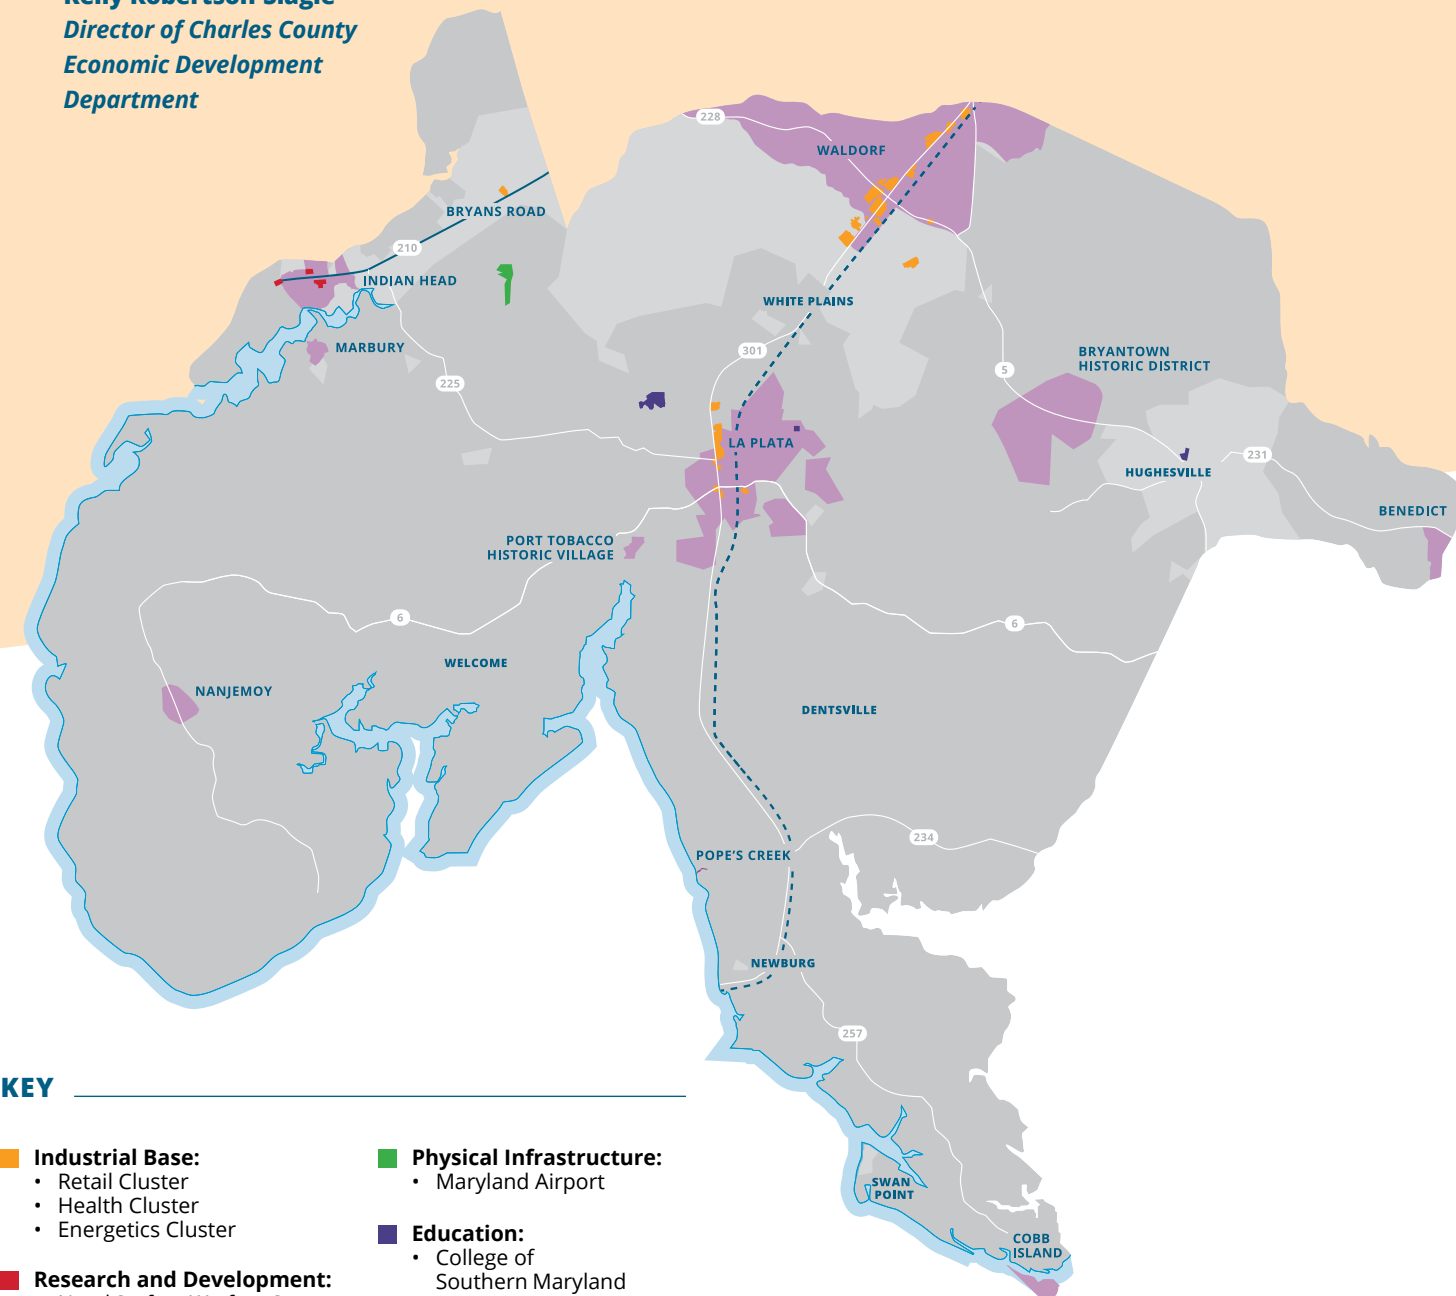 Kelly Robertson-Slagle
Director of Charles County
Economic Development
Department
228
WALDORF
BRYANS ROAD
210
INDIAN HEAD
WHITE PLAINS
MARBURY
301
225
5
BRYANTOWN
HISTORIC DISTRICT
LA PLATA
HUGHESVILLE
231
BENEDICT
PORT TOBACCO
HISTORIC VILLAGE
6
6
WELCOME
NANJEMOY
DENTSVILLE
234
POPE'S CREEK
NEWBURG
257
SWAN
POINT
COBB
ISLAND
KEY
Industrial Base:
• Retail Cluster
• Health Cluster
• Energetics Cluster
Research and Development:
Physical Infrastructure:
• Maryland Airport
Education:
• College of
Southern Maryland